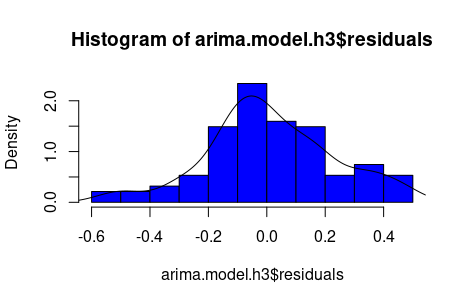 Histogram of arima.model.h3$residuals
Density
2.0
1.0
0.0
-0.6 -0.4 -0.2 0.0 0.2 0.4
arima.model.h3$residuals